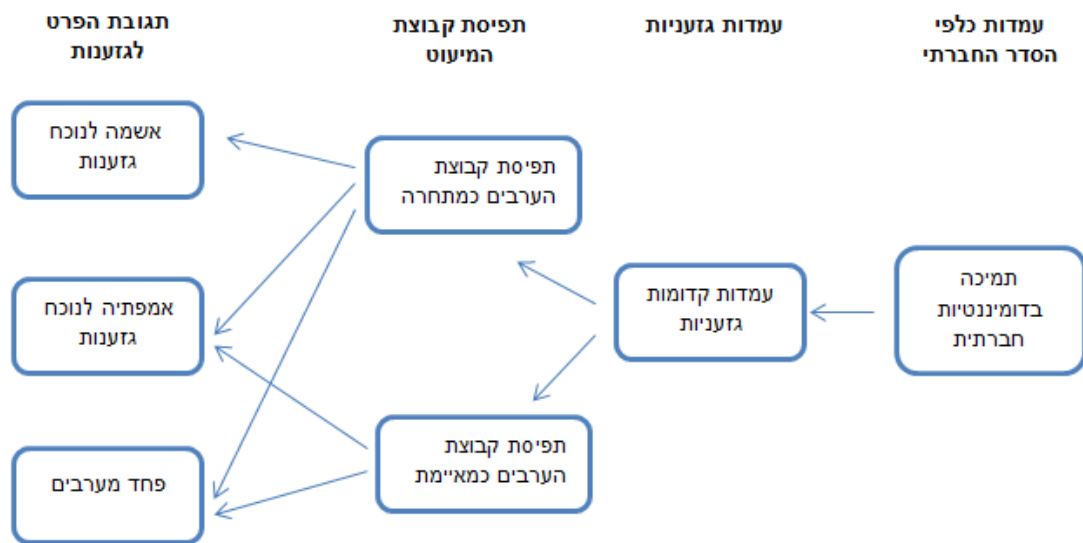 עמדות כלפי
הסדר החברתי
עמדות גזעניות
תפיסת קבוצת
המיעוט
תגובת הפרט
לגזענות
תמיכה
בדומיננטיות
חברתית
עמדות קדומות
גזעניות
תפיסת קבוצת
הערבים כמתחרה
תפיסת קבוצת
הערבים כמאיימת
אשמה לנוכח
גזענות
אמפתיה לנוכח
גזענות
פחד מערבים